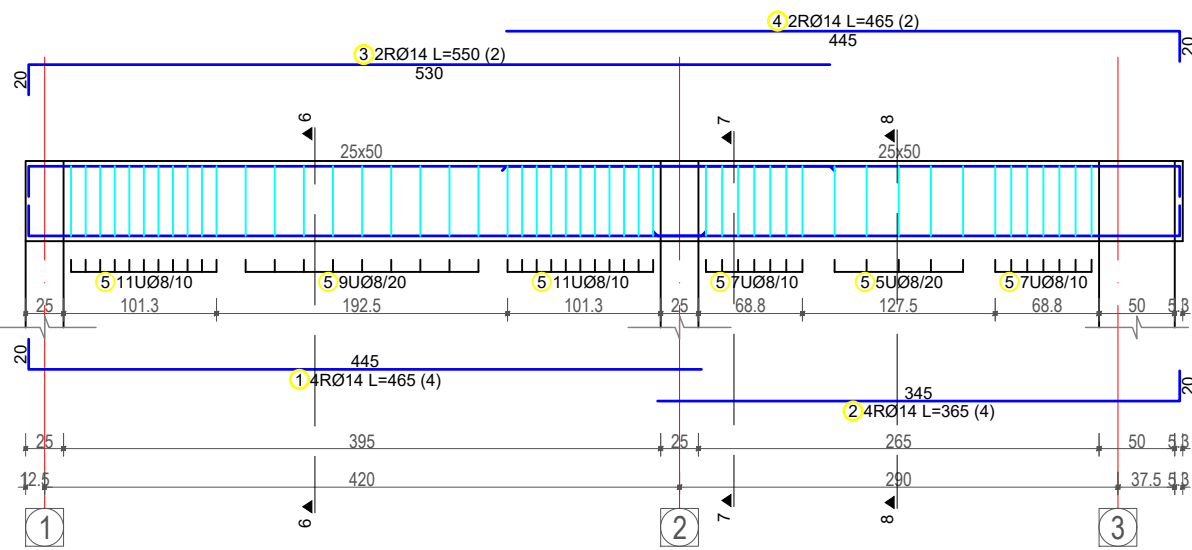 4 2RØ14 L=465 (2)
445
20
3 2RØ14 L=550 (2)
530
20
6
7
8
25x50
25x50
5 11UØ8/10
5 9UØ8/20
5 11UØ8/10
5 7UØ8/10
5 5UØ8/20
5 7UØ8/10
25 101.3 192.5 101.3 25 68.8 127.5 68.8 50 5.3
20
445
1 4RØ14 L=465 (4)
20
345
2 4RØ14 L=365 (4)
25 395 25 265 50 5.3
12.5 420 290 37.5 5.3
6
7
8
1
2
3